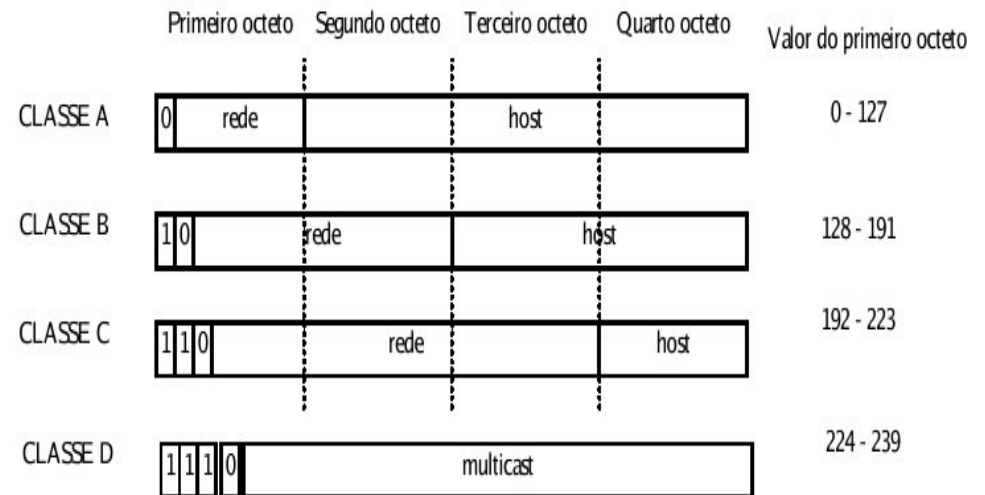 Primeiro octeto Segundo octeto Terceiro octeto Quarto octeto Valor do primeiro octeto
CLASSE A 0 rede host 0 - 127
CLASSE B 1 0 rede host 128 - 191
CLASSE C 1 1 0 rede host 192 - 223
CLASSE D 1 1 1 0 multicast 224 - 239